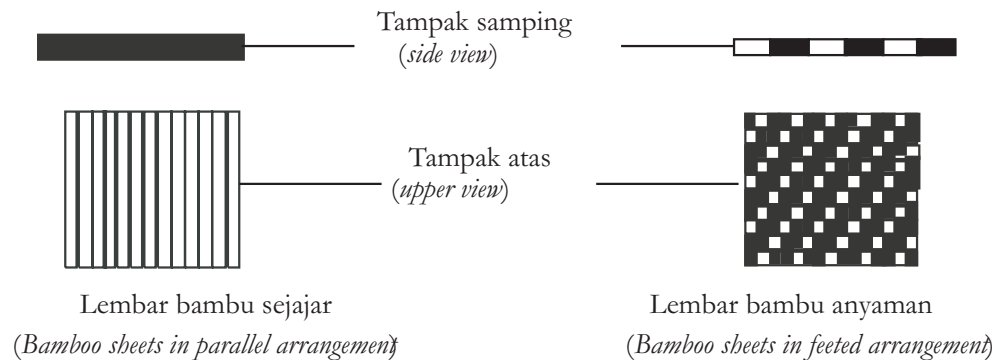 Tampak samping
(side view)
Tampak atas
(upper view)
Lembar bambu sejajar
(Bamboo sheets in parallel arrangement)
Lembar bambu anyaman
(Bamboo sheets in feeted arrangement)